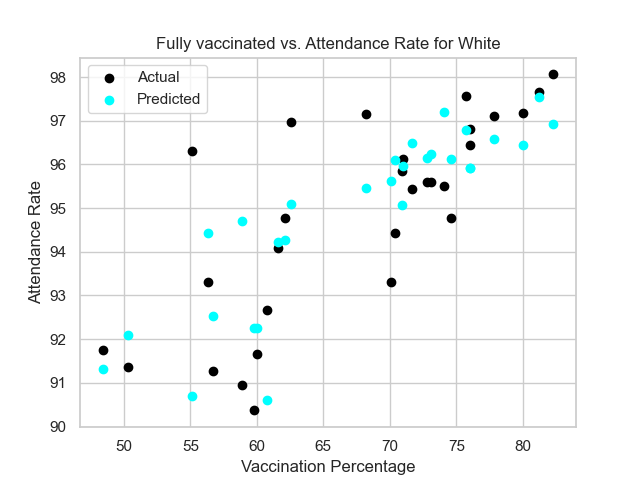 Fully vaccinated vs. Attendance Rate for White
Actual
Predicted
98
97
96
95
94
93
92
91
90
Attendance Rate
50 55 60 65 70 75 80
Vaccination Percentage